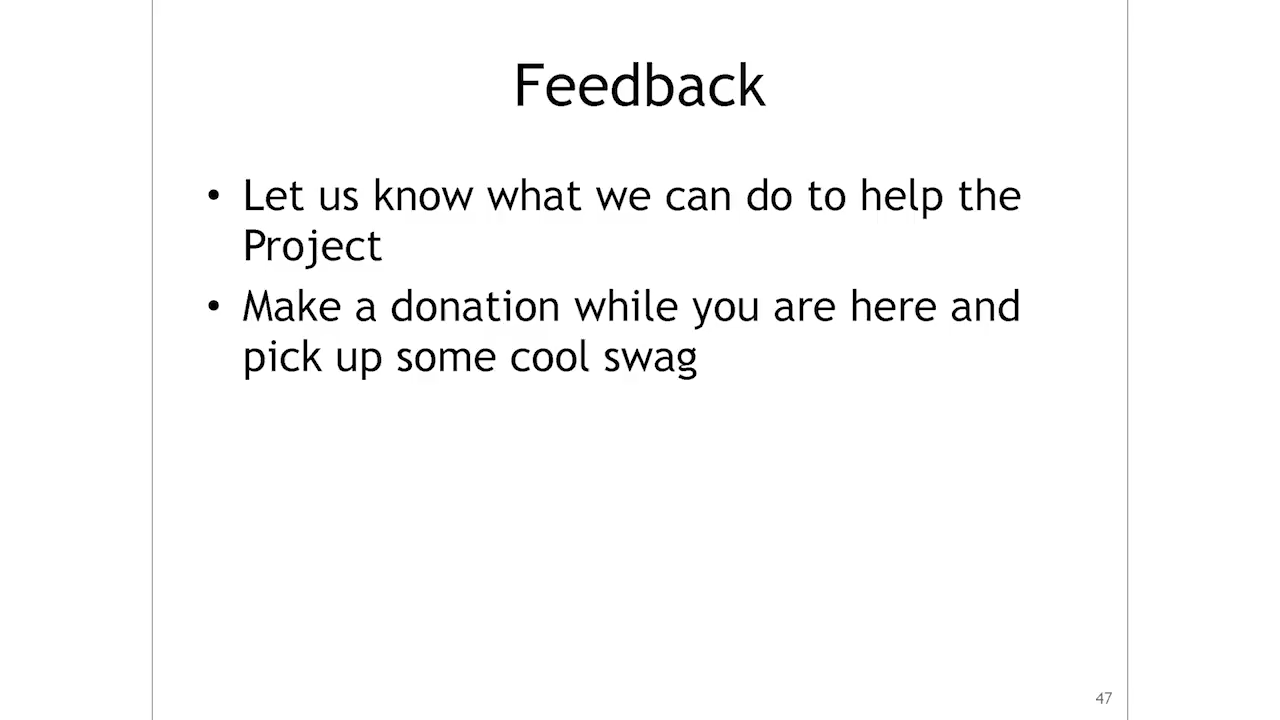 Feedback
• Let us know what we can do to help the
Project
• Make a donation while you are here and
pick up some cool swag
47